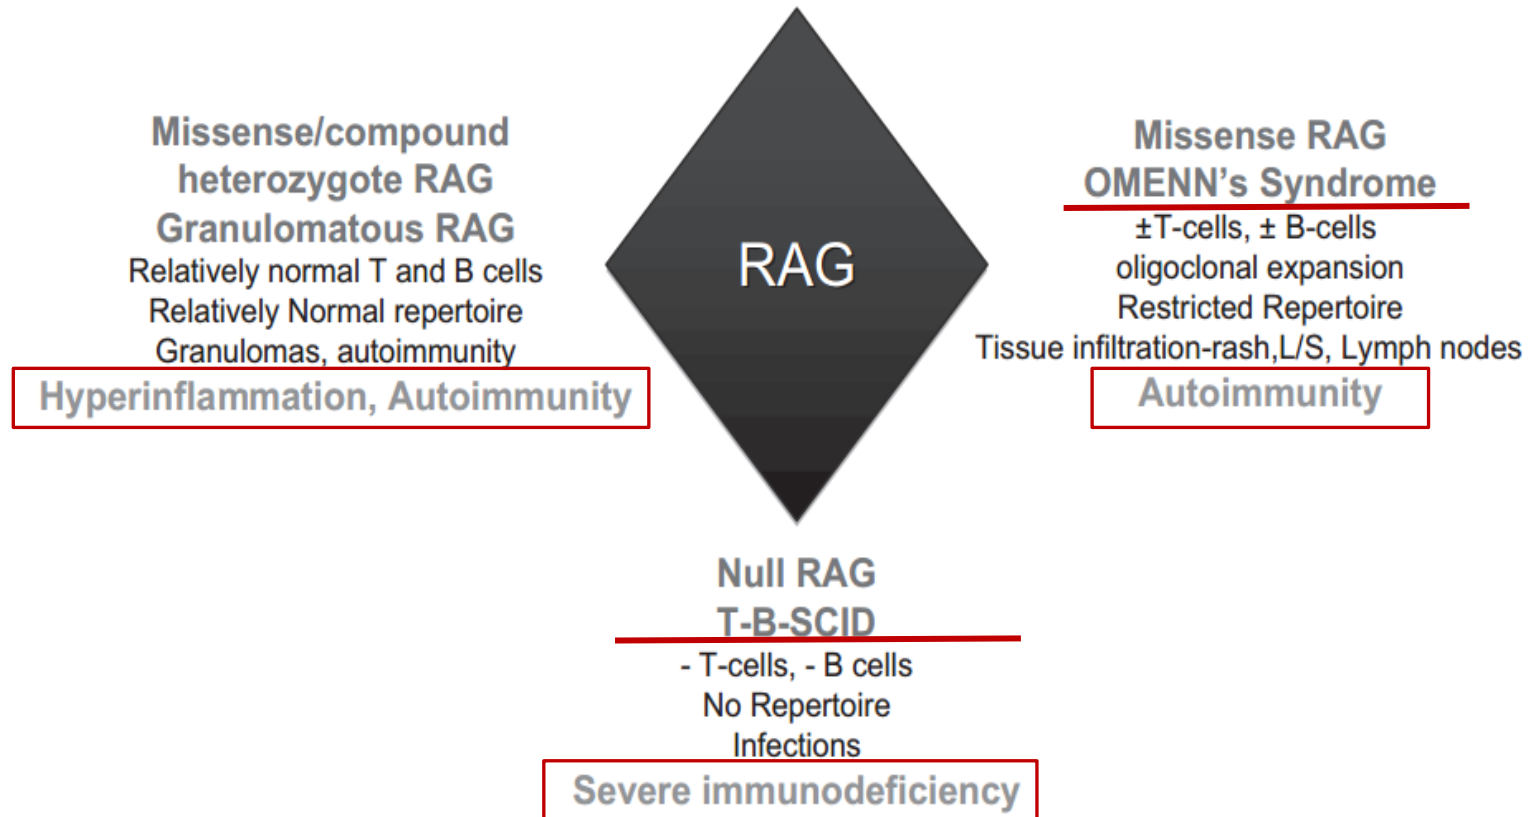 Missense/compound
heterozygote RAG
Granulomatous RAG
Relatively normal T and B cells
Relatively Normal repertoire
Granulomas, autoimmunity
Hyperinflammation, Autoimmunity
RAG
Missense RAG
OMENN's Syndrome
±T-cells, ± B-cells
oligoclonal expansion
Restricted Repertoire
Tissue infiltration-rash,L/S, Lymph nodes
Autoimmunity
Null RAG
T-B-SCID
- T-cells, - B cells
No Repertoire
Infections
Severe immunodeficiency